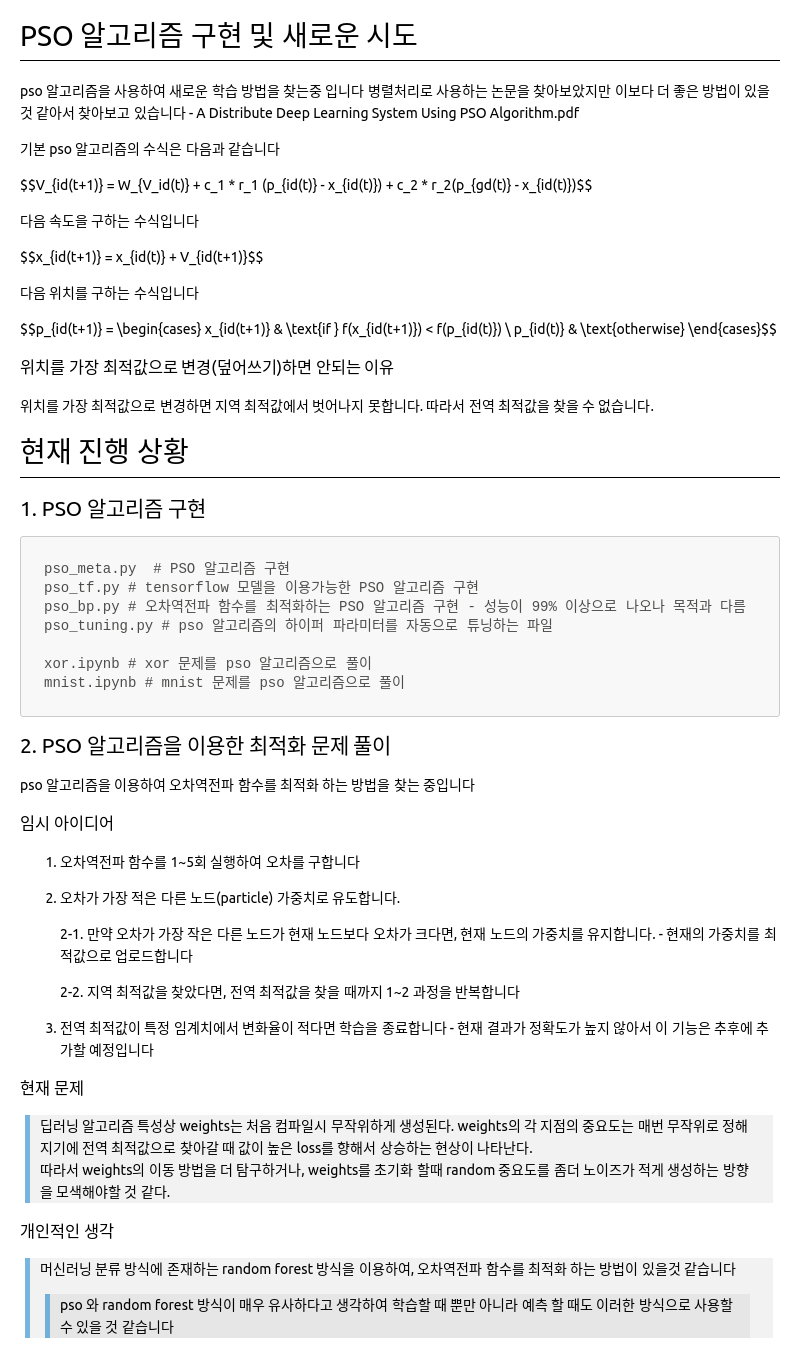 PSO 알고리즘 구현 및 새로운 시도
pso 알고리즘을 사용하여 새로운 학습 방법을 찾는중 입니다 병렬처리로 사용하는 논문을 찾아보았지만 이보다 더 좋은 방법이 있을
것 같아서 찾아보고 있습니다 - A Distribute Deep Learning System Using PSO Algorithm.pdf
기본 pso 알고리즘의 수식은 다음과 같습니다
$$V_{id(t+1)} = W_{V_id(t)} + c_1 * r_1 (p_{id(t)} - x_{id(t)}) + c_2 * r_2(p_{gd(t)} - x_{id(t)})$$
다음 속도을 구하는 수식입니다
$$x_{id(t+1)} = x_{id(t)} + V_{id(t+1)}$$
다음 위치를 구하는 수식입니다
$$p_{id(t+1)} = \begin{cases} x_{id(t+1)} & \text{if } f(x_{id(t+1)}) < f(p_{id(t)}) \ p_{id(t)} & \text{otherwise} \end{cases}$$
위치를 가장 최적값으로 변경(덮어쓰기)하면 안되는 이유
위치를 가장 최적값으로 변경하면 지역 최적값에서 벗어나지 못합니다. 따라서 전역 최적값을 찾을 수 없습니다.
현재 진행 상황
1. PSO 알고리즘 구현
pso_meta.py  # PSO 알고리즘 구현
pso_tf.py # tensorflow 모델을 이용가능한 PSO 알고리즘 구현
pso_bp.py # 오차역전파 함수를 최적화하는 PSO 알고리즘 구현 - 성능이 99% 이상으로 나오나 목적과 다름
pso_tuning.py # pso 알고리즘의 하이퍼 파라미터를 자동으로 튜닝하는 파일
xor.ipynb # xor 문제를 pso 알고리즘으로 풀이
mnist.ipynb # mnist 문제를 pso 알고리즘으로 풀이
2. PSO 알고리즘을 이용한 최적화 문제 풀이
pso 알고리즘을 이용하여 오차역전파 함수를 최적화 하는 방법을 찾는 중입니다
임시 아이디어
1. 오차역전파 함수를 1~5회 실행하여 오차를 구합니다
2. 오차가 가장 적은 다른 노드(particle) 가중치로 유도합니다.
2-1. 만약 오차가 가장 작은 다른 노드가 현재 노드보다 오차가 크다면, 현재 노드의 가중치를 유지합니다. - 현재의 가중치를 최
적값으로 업로드합니다
2-2. 지역 최적값을 찾았다면, 전역 최적값을 찾을 때까지 1~2 과정을 반복합니다
3. 전역 최적값이 특정 임계치에서 변화율이 적다면 학습을 종료합니다 - 현재 결과가 정확도가 높지 않아서 이 기능은 추후에 추
가할 예정입니다
현재 문제
딥러닝 알고리즘 특성상 weights는 처음 컴파일시 무작위하게 생성된다. weights의 각 지점의 중요도는 매번 무작위로 정해
지기에 전역 최적값으로 찾아갈 때 값이 높은 loss를 향해서 상승하는 현상이 나타난다.
따라서 weights의 이동 방법을 더 탐구하거나, weights를 초기화 할때 random 중요도를 좀더 노이즈가 적게 생성하는 방향
을 모색해야할 것 같다.
개인적인 생각
머신러닝 분류 방식에 존재하는 random forest 방식을 이용하여, 오차역전파 함수를 최적화 하는 방법이 있을것 같습니다
pso 와 random forest 방식이 매우 유사하다고 생각하여 학습할 때 뿐만 아니라 예측 할 때도 이러한 방식으로 사용할
수 있을 것 같습니다